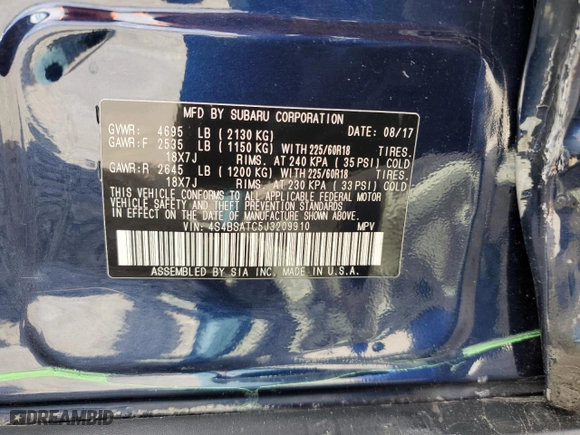 MFD BY SUBARU CORPORATION
GVWR: 4695 LB ( 2130 KG) DATE: 08/17
GAWR:F 2535 LB ( 1150 KG) WITH 225/60R18 TIRES.
18X7J RIMS. AT 240 KPA ( 35 PSI) COLD
GAWR:R 2645 LB ( 1200 KG) WITH 225/60R18 TIRES.
18X7J RIMS. AT 230 KPA ( 33 PSI) COLD
THIS VEHICLE CONFORMS TO ALL APPLICABLE FEDERAL MOTOR
VEHICLE SAFETY AND THEFT PREVENTION STANDARDS
IN EFFECT ON THE DATE OF MANUFACTURE SHOWN ABOVE.
VIN: 4S4BSATC5J3209910 MPV
ASSEMBLED BY SIA INC. MADE IN U.S.A.
DREAMBID